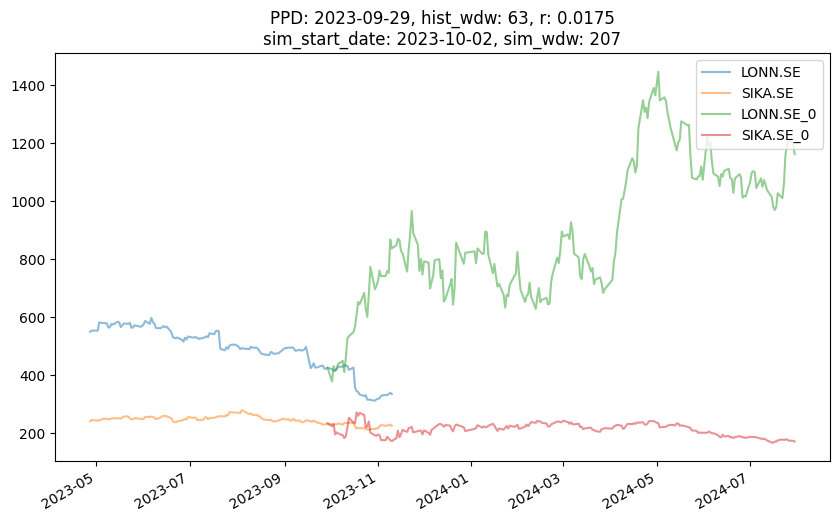 PPD: 2023-09-29, hist_wdw: 63, r: 0.0175
sim_start_date: 2023-10-02, sim_wdw: 207
LONN.SE
SIKA.SE
LONN.SE_0
SIKA.SE_0
1400
1200
1000
800
600
400
200
2023-05
2023-07
2023-09
2023-11
2024-01
2024-03
2024-05
2024-07